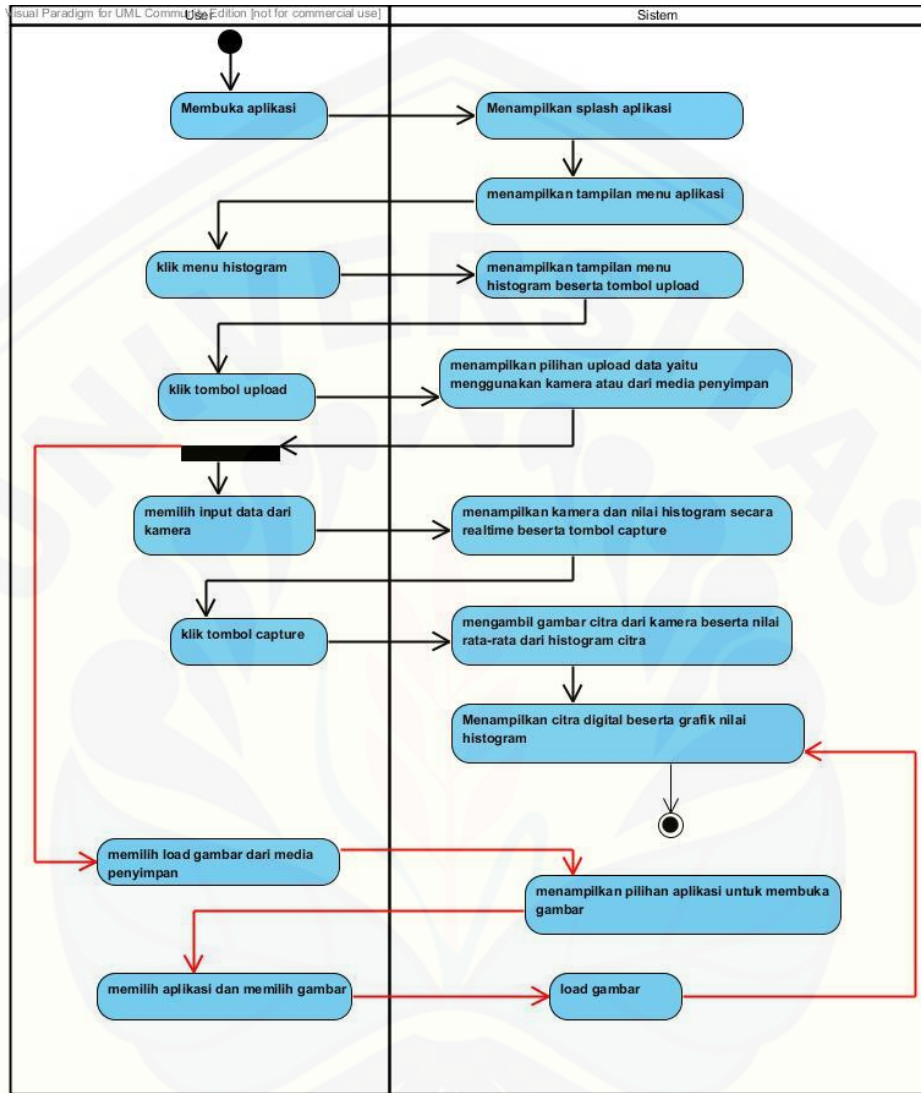 Visual Paradigm for UML Community Edition [not for commercial use]
User
Sistem
Membuka aplikasi
Menampilkan splash aplikasi
menampilkan tampilan menu aplikasi
klik menu histogram
menampilkan tampilan menu
histogram beserta tombol upload
klik tombol upload
menampilkan pilihan upload data yaitu
menggunakan kamera atau dari media penyimpan
memilih input data dari
kamera
menampilkan kamera dan nilai histogram secara
realtime beserta tombol capture
klik tombol capture
mengambil gambar citra dari kamera beserta nilai
rata-rata dari histogram citra
Menampilkan citra digital beserta grafik nilai
histogram
memilih load gambar dari media
penyimpan
menampilkan pilihan aplikasi untuk membuka
gambar
memilih aplikasi dan memilih gambar
load gambar
UNIVERSITAS